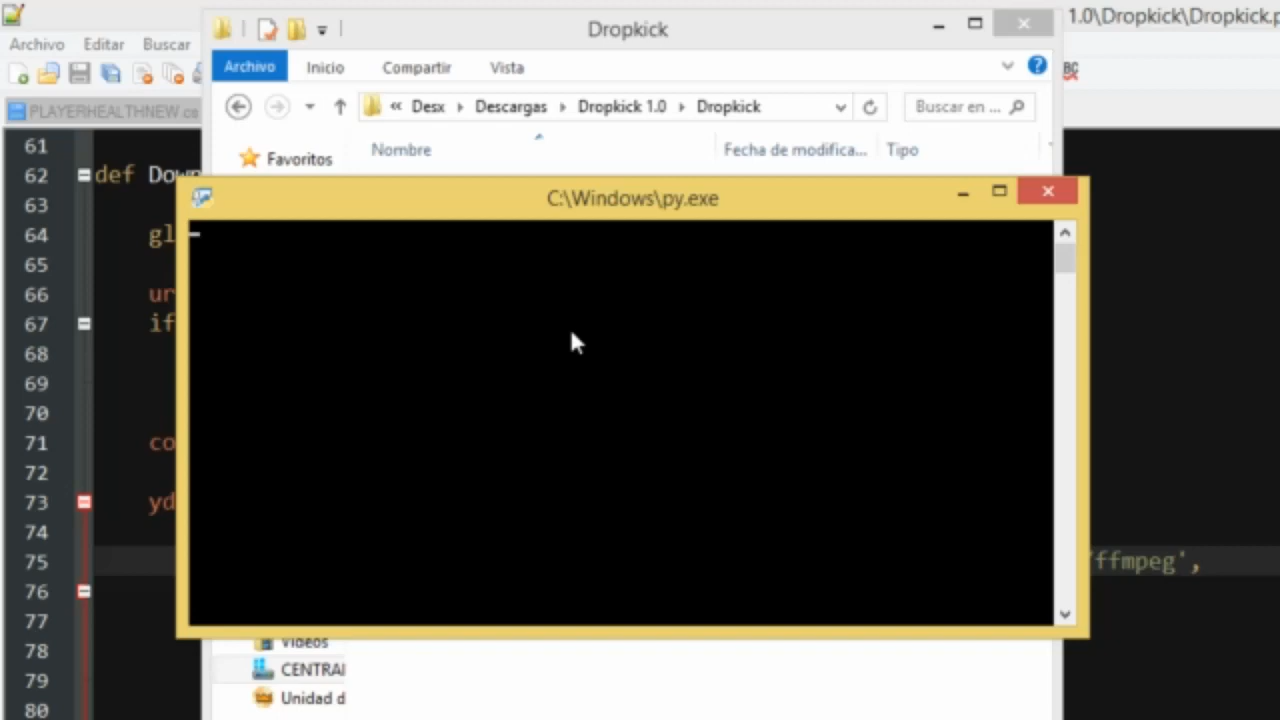 Dropkick
1.0\Dropkick\Dropkick.p
Archivo Editar Buscar
Archivo Inicio Compartir Vista
PLAYERHEALTHNEW.cs
« Desx Descargas Dropkick 1.0 Dropkick
Buscar en ...
Favoritos
Nombre Fecha de modifica... Tipo
C:\Windows\py.exe
61
62 def Down
63
64 gl
65
66 ur
67 if
68
69
70
71 co
72
73 yd
74
75 'ffmpeg',
76
77
78
79
80
Vídeos
CENTRAL
Unidad d